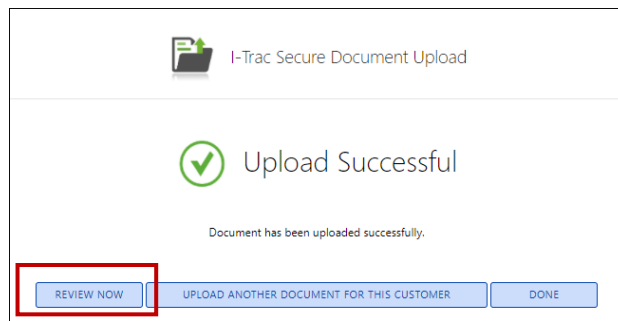 I-Trac Secure Document Upload
Upload Successful
Document has been uploaded successfully.
REVIEW NOW
UPLOAD ANOTHER DOCUMENT FOR THIS CUSTOMER
DONE